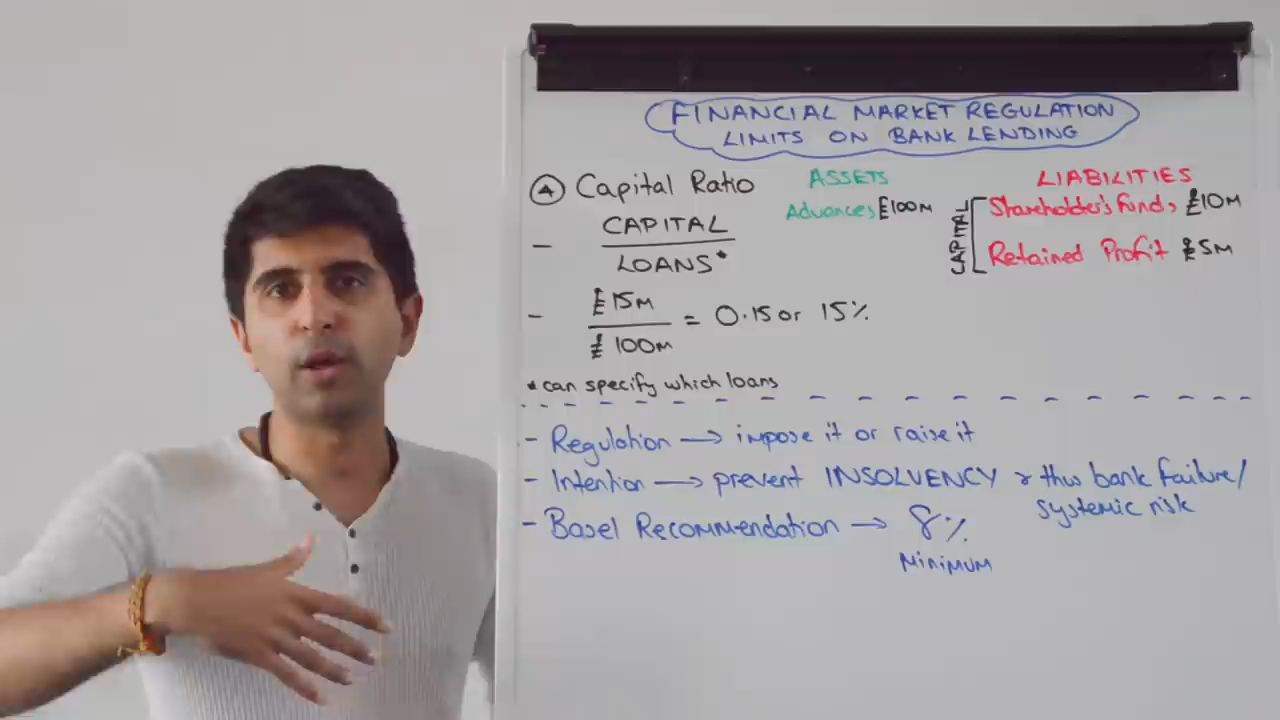 FINANCIAL MARKET REGULATION
LIMITS ON BANK LENDING
④ Capital Ratio
- CAPITAL
LOANS*
- £15M
£100M
= 0.15 or 15%
*can specify which loans
ASSETS
Advances £100M
LIABILITIES
CAPITAL
Shareholder's Funds £10M
Retained Profit £5M
- Regulation → impose it or raise it
- Intention → prevent INSOLVENCY & thus bank failure/
systemic risk
- Basel Recommendation → 8%
MINIMUM